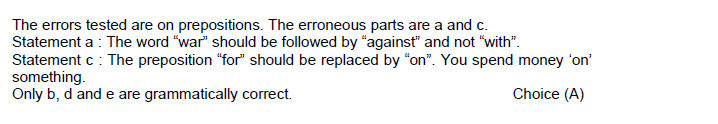 The errors tested are on prepositions. The erroneous parts are a and c.
Statement a : The word “war” should be followed by “against” and not “with”.
Statement c : The preposition “for” should be replaced by “on”. You spend money ‘on’
something.
Only b, d and e are grammatically correct. Choice (A)